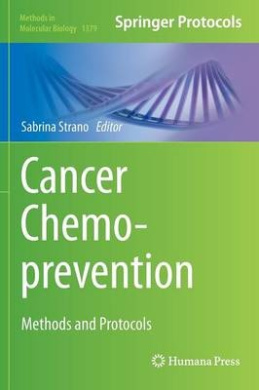 Methods in
Molecular Biology 1379
Springer Protocols
Sabrina Strano Editor
Cancer
Chemo-
prevention
Methods and Protocols
Humana Press